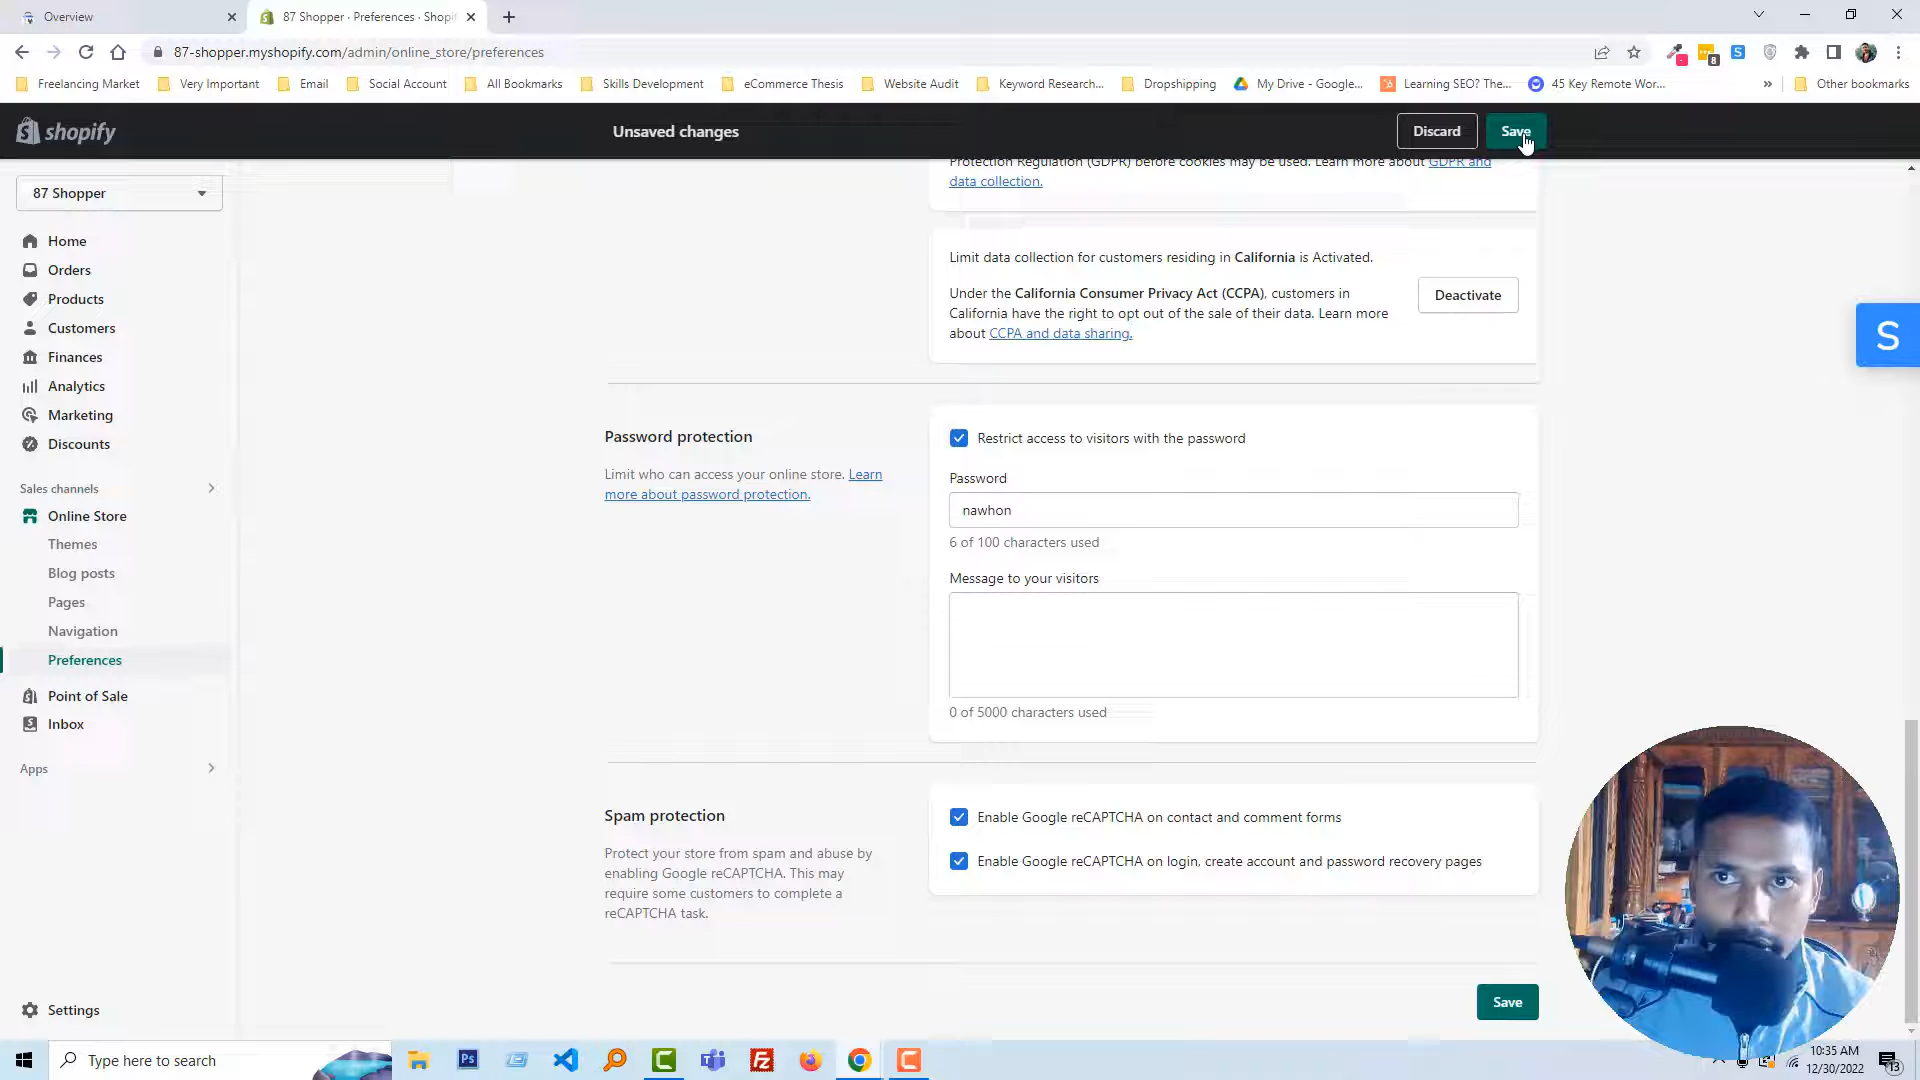 Overview
87 Shopper · Preferences · Shopif
87-shopper.myshopify.com/admin/online_store/preferences
8
S
Freelancing Market
Very Important
Email
Social Account
All Bookmarks
Skills Development
eCommerce Thesis
Website Audit
Keyword Research...
Dropshipping
My Drive - Google...
Learning SEO? The...
45 Key Remote Wor...
»
Other bookmarks
shopify
Unsaved changes
Discard
Save
87 Shopper
Home
Orders
Products
Customers
Finances
Analytics
Marketing
Discounts
Sales channels
Online Store
Themes
Blog posts
Pages
Navigation
Preferences
Point of Sale
Inbox
Apps
Settings
Protection Regulation (GDPR) before cookies may be used. Learn more about GDPR and
data collection.
Limit data collection for customers residing in California is Activated.
Under the California Consumer Privacy Act (CCPA), customers in
California have the right to opt out of the sale of their data. Learn more
about CCPA and data sharing.
Deactivate
S
Password protection
Limit who can access your online store. Learn
more about password protection.
Restrict access to visitors with the password
Password
nawhon
6 of 100 characters used
Message to your visitors
0 of 5000 characters used
Spam protection
Protect your store from spam and abuse by
enabling Google reCAPTCHA. This may
require some customers to complete a
reCAPTCHA task.
Enable Google reCAPTCHA on contact and comment forms
Enable Google reCAPTCHA on login, create account and password recovery pages
Save
Type here to search
Ps
10:35 AM
12/30/2022
13